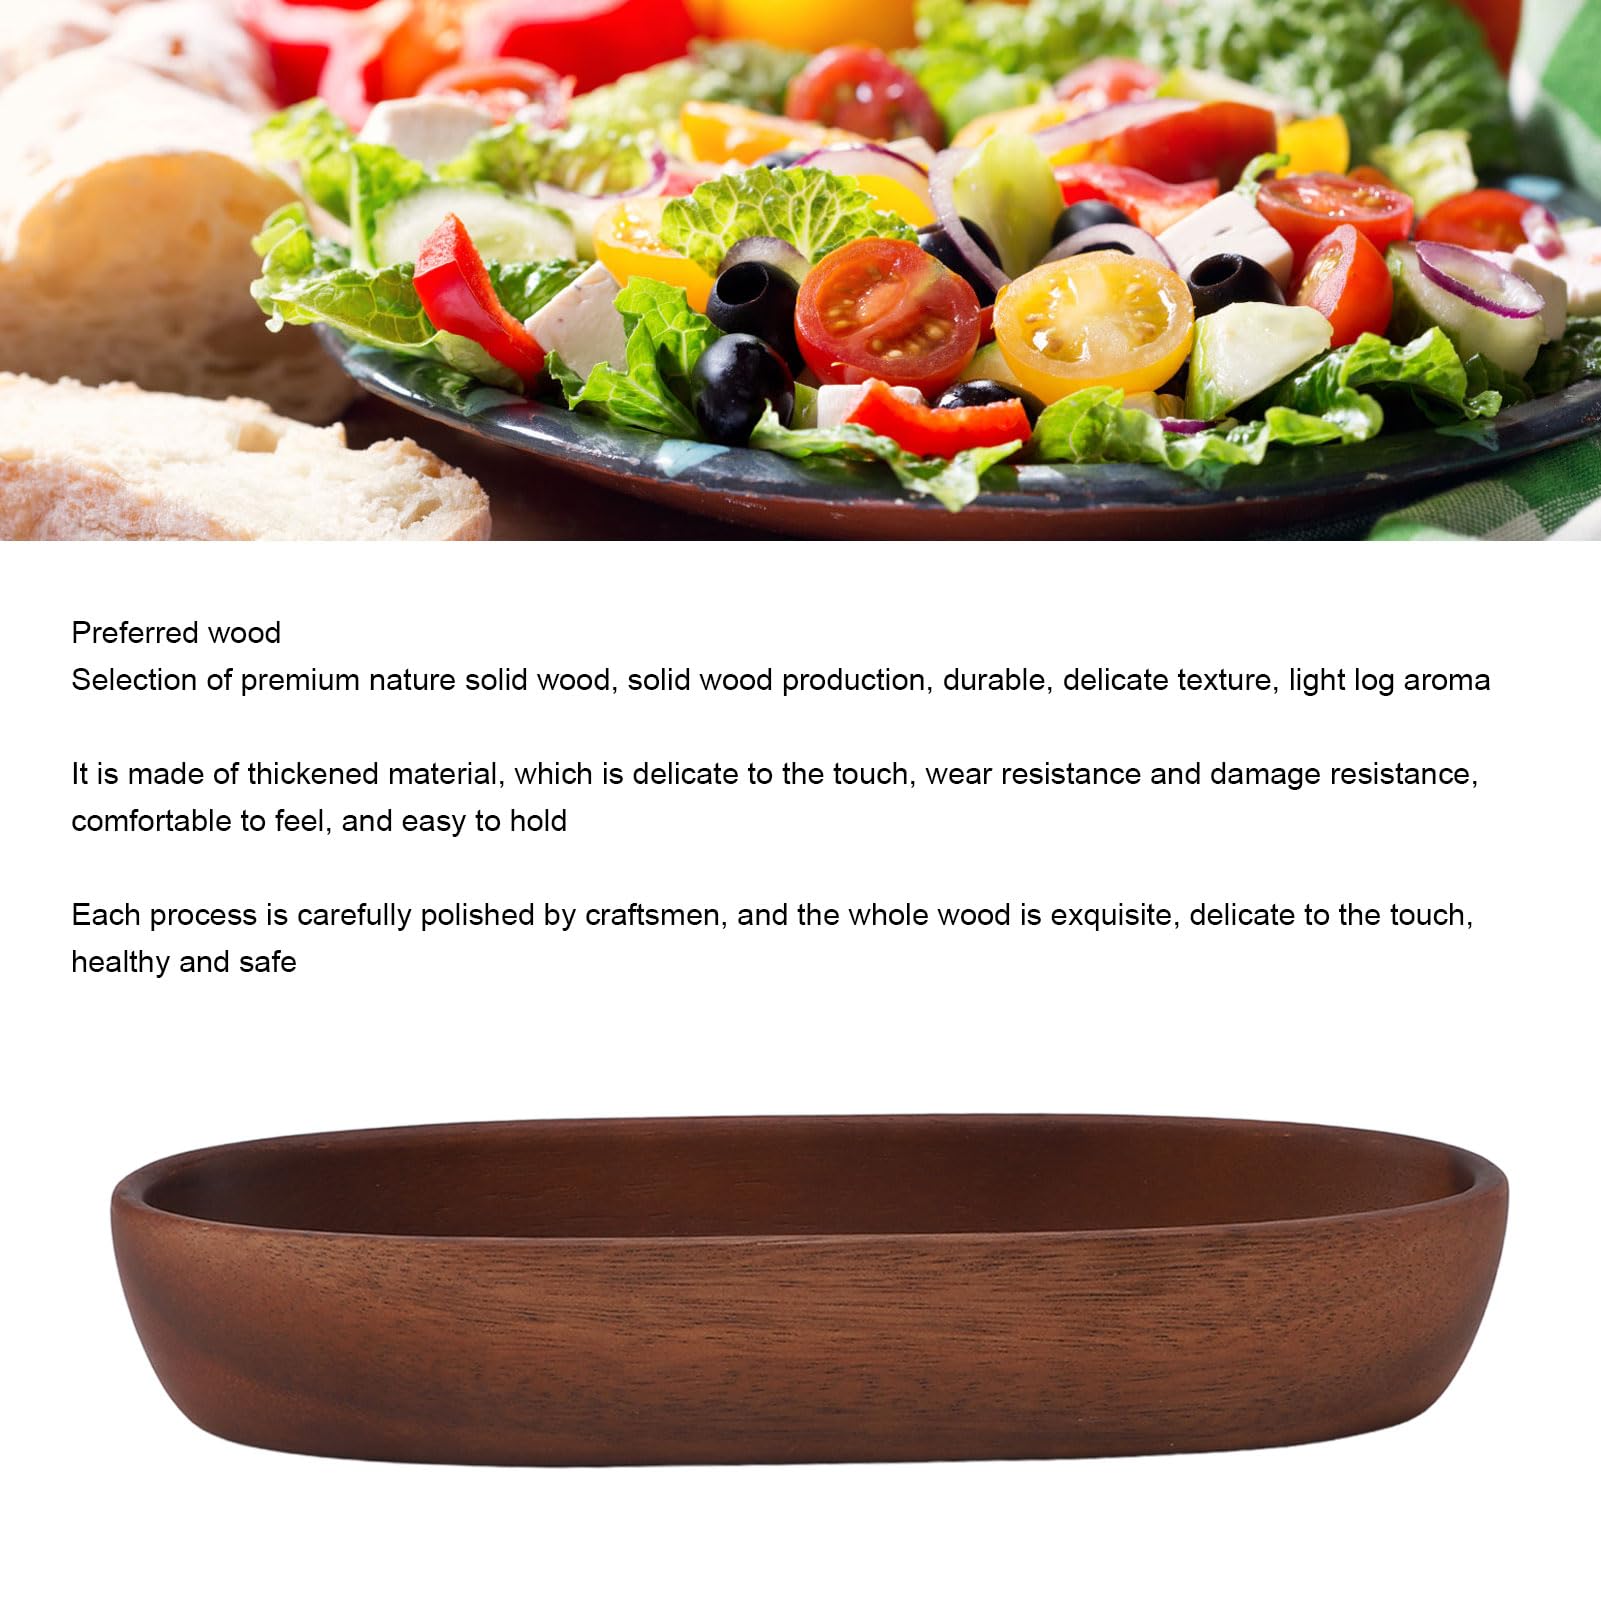 Preferred wood
Selection of premium nature solid wood, solid wood production, durable, delicate texture, light log aroma
It is made of thickened material, which is delicate to the touch, wear resistance and damage resistance,
comfortable to feel, and easy to hold
Each process is carefully polished by craftsmen, and the whole wood is exquisite, delicate to the touch,
healthy and safe